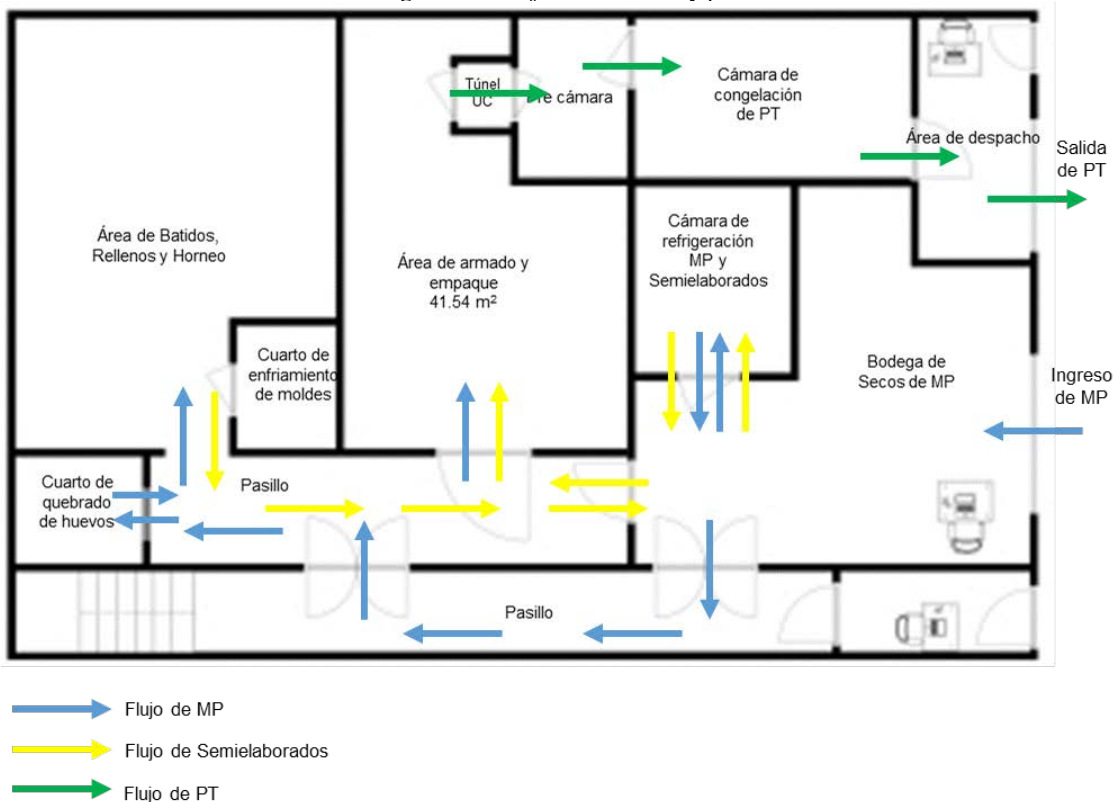 Túnel
UC
cámara
Cámara de
congelación
de PT
Área de despacho
Salida
de PT
Área de Batidos,
Rellenos y Horneo
Área de armado y
empaque
41.54 m²
Cámara de
refrigeración
MP y
Semielaborados
Cuarto de
enfriamiento
de moldes
Bodega de
Secos de MP
Ingreso
de MP
Cuarto de
quebrado
de huevos
Pasillo
Pasillo
Flujo de MP
Flujo de Semielaborados
Flujo de PT